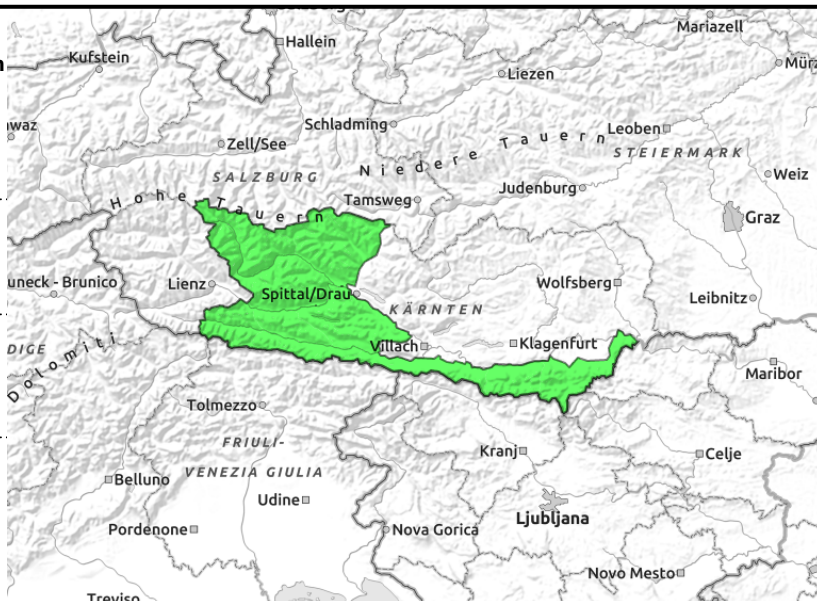 Mariazell
Hallein
Kufstein
Mürz
Liezen
waz
Schladming
Leoben
Zell/See
Niedere Tauern
STEIERMARK
SALZBURG
Weiz
Hohe Tauern
Tamsweg
Judenburg
Graz
uneck - Brunico
Lienz
Spittal/Drau
Wolfsberg
Leibnitz
KÄRNTEN
DIGE
Dolomiti
Villach
Klagenfurt
Maribor
Tolmezzo
FRIULI-
VENEZIA GIULIA
Kranj
Celje
Belluno
Udine
Ljubljana
Pordenone
Nova Gorica
Novo Mesto
Treviso